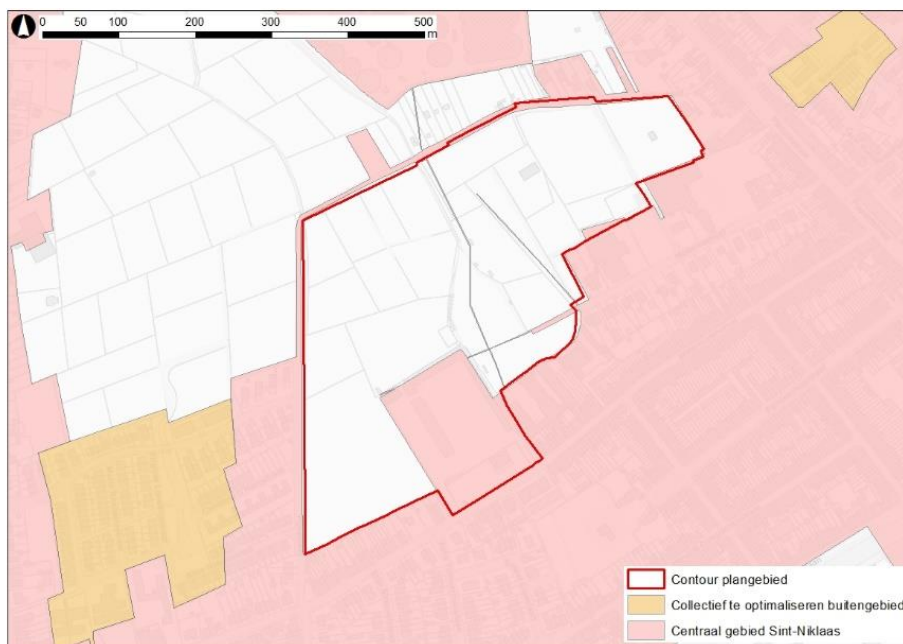 0 50 100 200 300 400 500
m
Contour plangebied
Collectief te optimaliseren buitengebied
Centraal gebied Sint-Niklaas